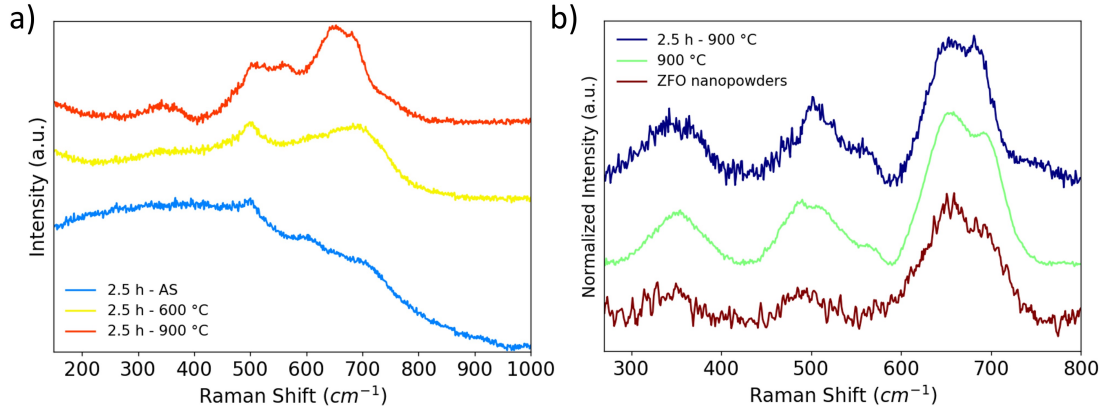 a)
Intensity (a.u.)
2.5 h - AS
2.5 h - 600 °C
2.5 h - 900 °C
200 300 400 500 600 700 800 900 1000
Raman Shift (cm⁻¹)
b)
Normalized Intensity (a.u.)
2.5 h - 900 °C
900 °C
ZFO nanopowders
300 400 500 600 700 800
Raman Shift (cm⁻¹)